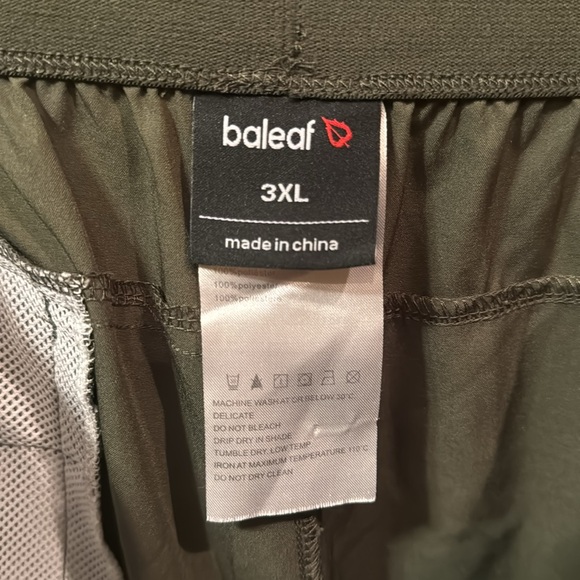 baleaf
3XL
made in china
100%polyester
100%polyester
MACHINE WASH AT OR BELOW 30°C
DELICATE
DO NOT BLEACH
DRIP DRY IN SHADE
TUMBLE DRY, LOW TEMP
IRON AT MAXIMUM TEMPERATURE 110°C
DO NOT DRY CLEAN